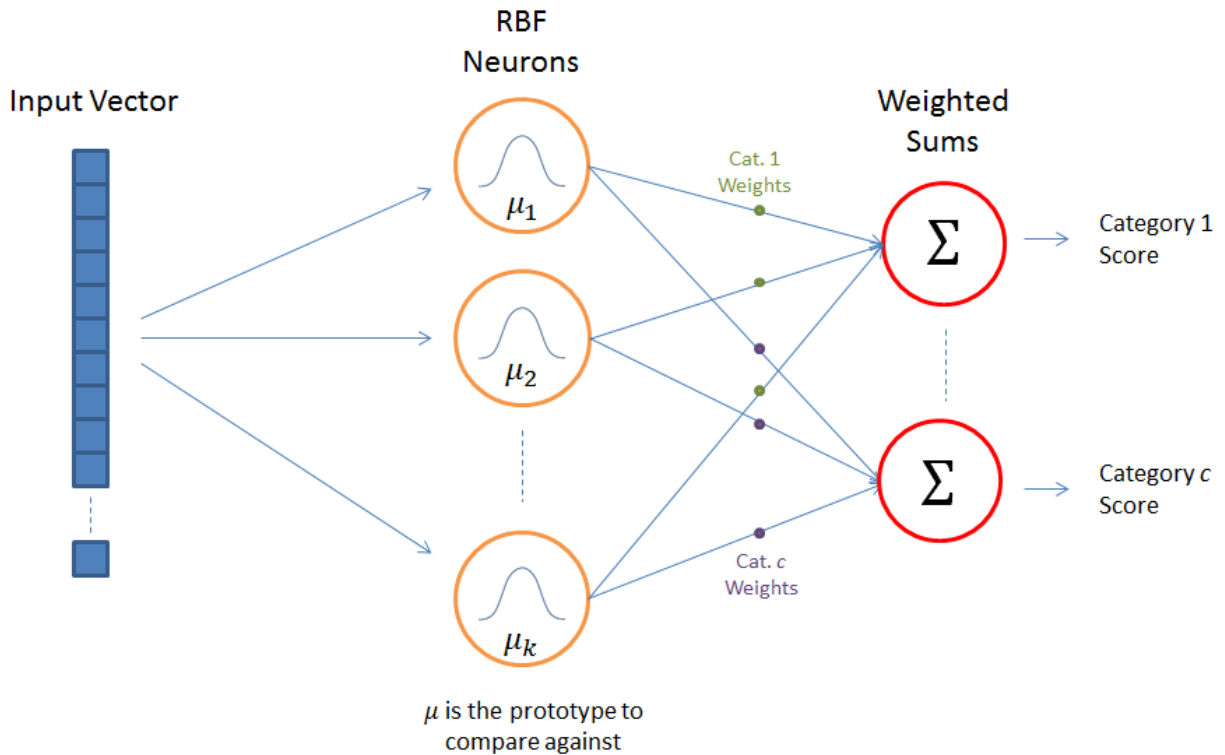 Input Vector
RBF
Neurons
μ₁
μ₂
μₖ
μ is the prototype to
compare against
Cat. 1
Weights
Cat. c
Weights
Weighted
Sums
Σ
Σ
Category 1
Score
Category c
Score